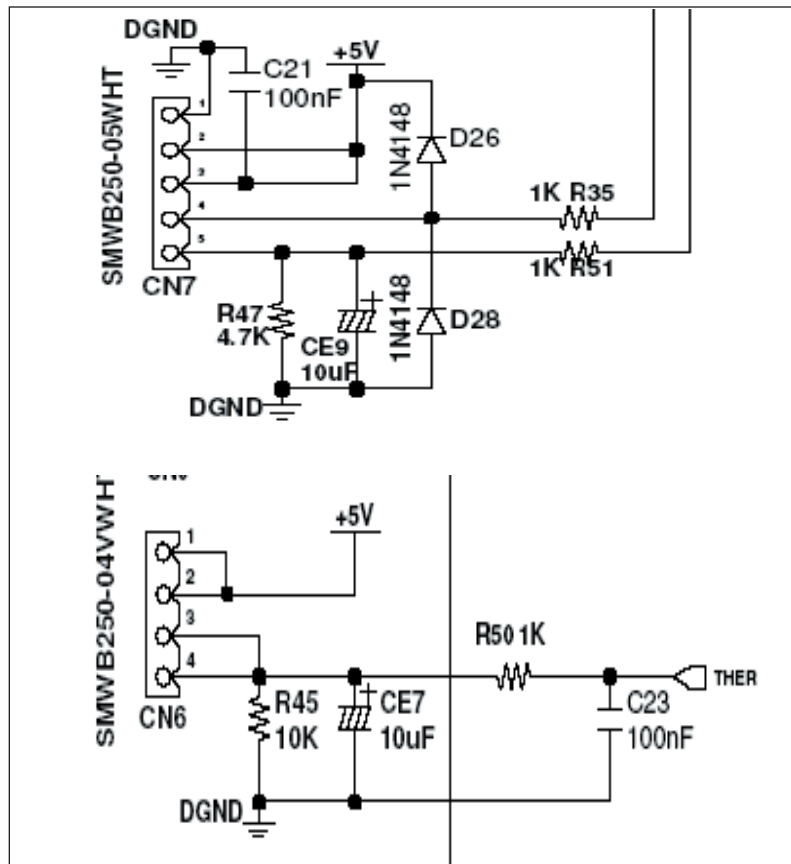 DGND
+5V
C21
100nF
SMWB250-05WHT
1
2
3
4
5
CN7
1N4148
D26
1K R35
1K R51
R47
4.7K
CE9
10uF
1N4148
D28
DGND
SMWB250-04VWHT
1
2
3
4
CN6
+5V
R50 1K
THER
R45
10K
CE7
10uF
C23
100nF
DGND